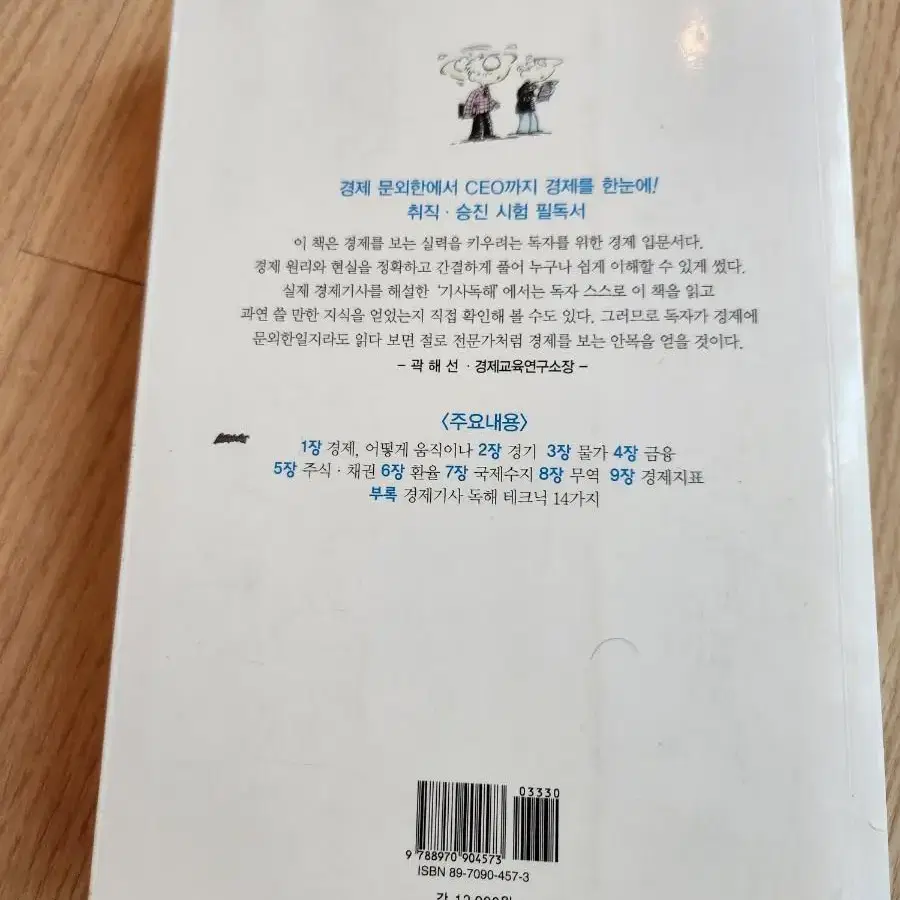 경제 문외한에서 CEO까지 경제를 한눈에!
취직 · 승진 시험 필독서
이 책은 경제를 보는 실력을 키우려는 독자를 위한 경제 입문서다.
경제 원리와 현실을 정확하고 간결하게 풀어 누구나 쉽게 이해할 수 있게 썼다.
실제 경제기사를 해설한 '기사독해'에서는 독자 스스로 이 책을 읽고
과연 쓸 만한 지식을 얻었는지 직접 확인해 볼 수도 있다. 그러므로 독자가 경제에
문외한일지라도 읽다 보면 절로 전문가처럼 경제를 보는 안목을 얻을 것이다.
– 곽해선 · 경제교육연구소장 –
〈주요내용〉
1장 경제, 어떻게 움직이나 2장 경기 3장 물가 4장 금융
5장 주식 · 채권 6장 환율 7장 국제수지 8장 무역 9장 경제지표
부록 경제기사 독해 테크닉 14가지
03330
9 788970 904573
ISBN 89-7090-457-3